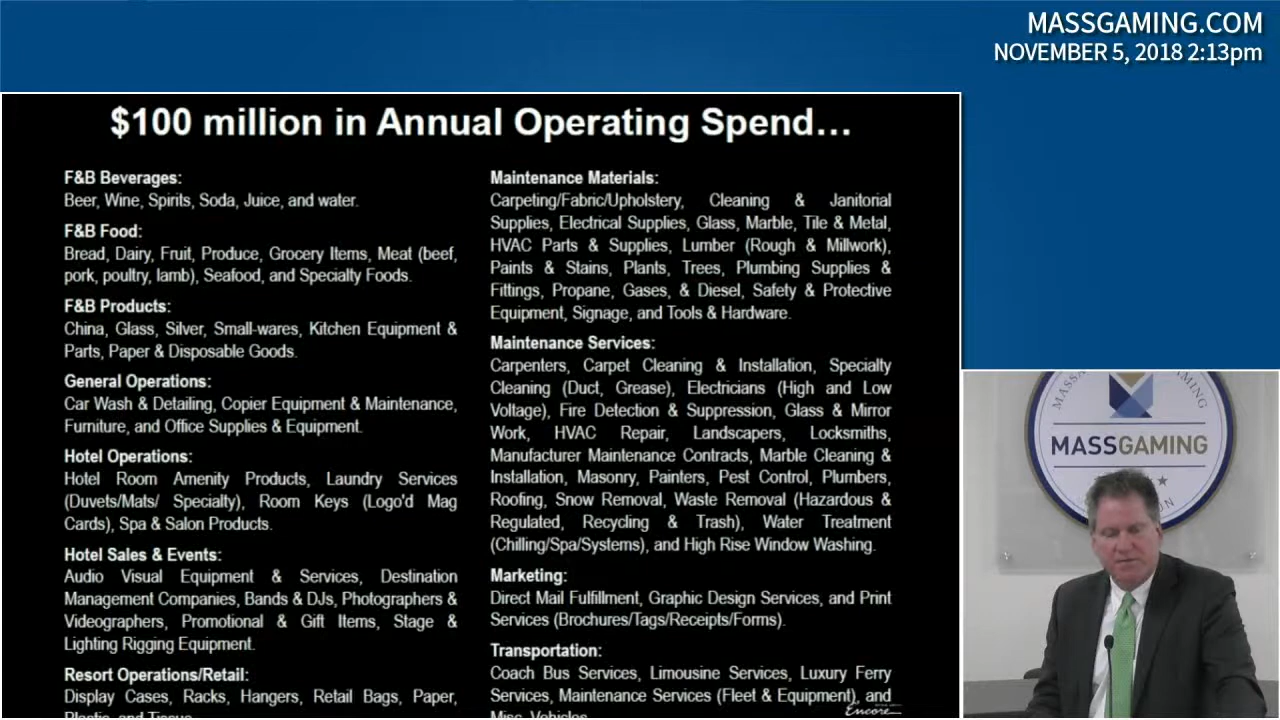 MASSGAMING.COM
NOVEMBER 5, 2018 2:13pm
$100 million in Annual Operating Spend…
F&B Beverages:
Beer, Wine, Spirits, Soda, Juice, and water.
F&B Food:
Bread, Dairy, Fruit, Produce, Grocery Items, Meat (beef,
pork, poultry, lamb), Seafood, and Specialty Foods.
F&B Products:
China, Glass, Silver, Small-wares, Kitchen Equipment &
Parts, Paper & Disposable Goods.
General Operations:
Car Wash & Detailing, Copier Equipment & Maintenance,
Furniture, and Office Supplies & Equipment.
Hotel Operations:
Hotel Room Amenity Products, Laundry Services
(Duvets/Mats/ Specialty), Room Keys (Logo'd Mag
Cards), Spa & Salon Products.
Hotel Sales & Events:
Audio Visual Equipment & Services, Destination
Management Companies, Bands & DJs, Photographers &
Videographers, Promotional & Gift Items, Stage &
Lighting Rigging Equipment.
Resort Operations/Retail:
Display Cases, Racks, Hangers, Retail Bags, Paper,
Plastic, and Tissue
Maintenance Materials:
Carpeting/Fabric/Upholstery, Cleaning & Janitorial
Supplies, Electrical Supplies, Glass, Marble, Tile & Metal,
HVAC Parts & Supplies, Lumber (Rough & Millwork),
Paints & Stains, Plants, Trees, Plumbing Supplies &
Fittings, Propane, Gases, & Diesel, Safety & Protective
Equipment, Signage, and Tools & Hardware.
Maintenance Services:
Carpenters, Carpet Cleaning & Installation, Specialty
Cleaning (Duct, Grease), Electricians (High and Low
Voltage), Fire Detection & Suppression, Glass & Mirror
Work, HVAC Repair, Landscapers, Locksmiths,
Manufacturer Maintenance Contracts, Marble Cleaning &
Installation, Masonry, Painters, Pest Control, Plumbers,
Roofing, Snow Removal, Waste Removal (Hazardous &
Regulated, Recycling & Trash), Water Treatment
(Chilling/Spa/Systems), and High Rise Window Washing.
Marketing:
Direct Mail Fulfillment, Graphic Design Services, and Print
Services (Brochures/Tags/Receipts/Forms).
Transportation:
Coach Bus Services, Limousine Services, Luxury Ferry
Services, Maintenance Services (Fleet & Equipment), and
Misc. Vehicles
Encore
MASSGAMING